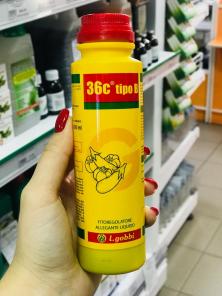 36c® tipo B
FITOREGOLATORE
ALLEGANTE LIQUIDO
L.gobbi